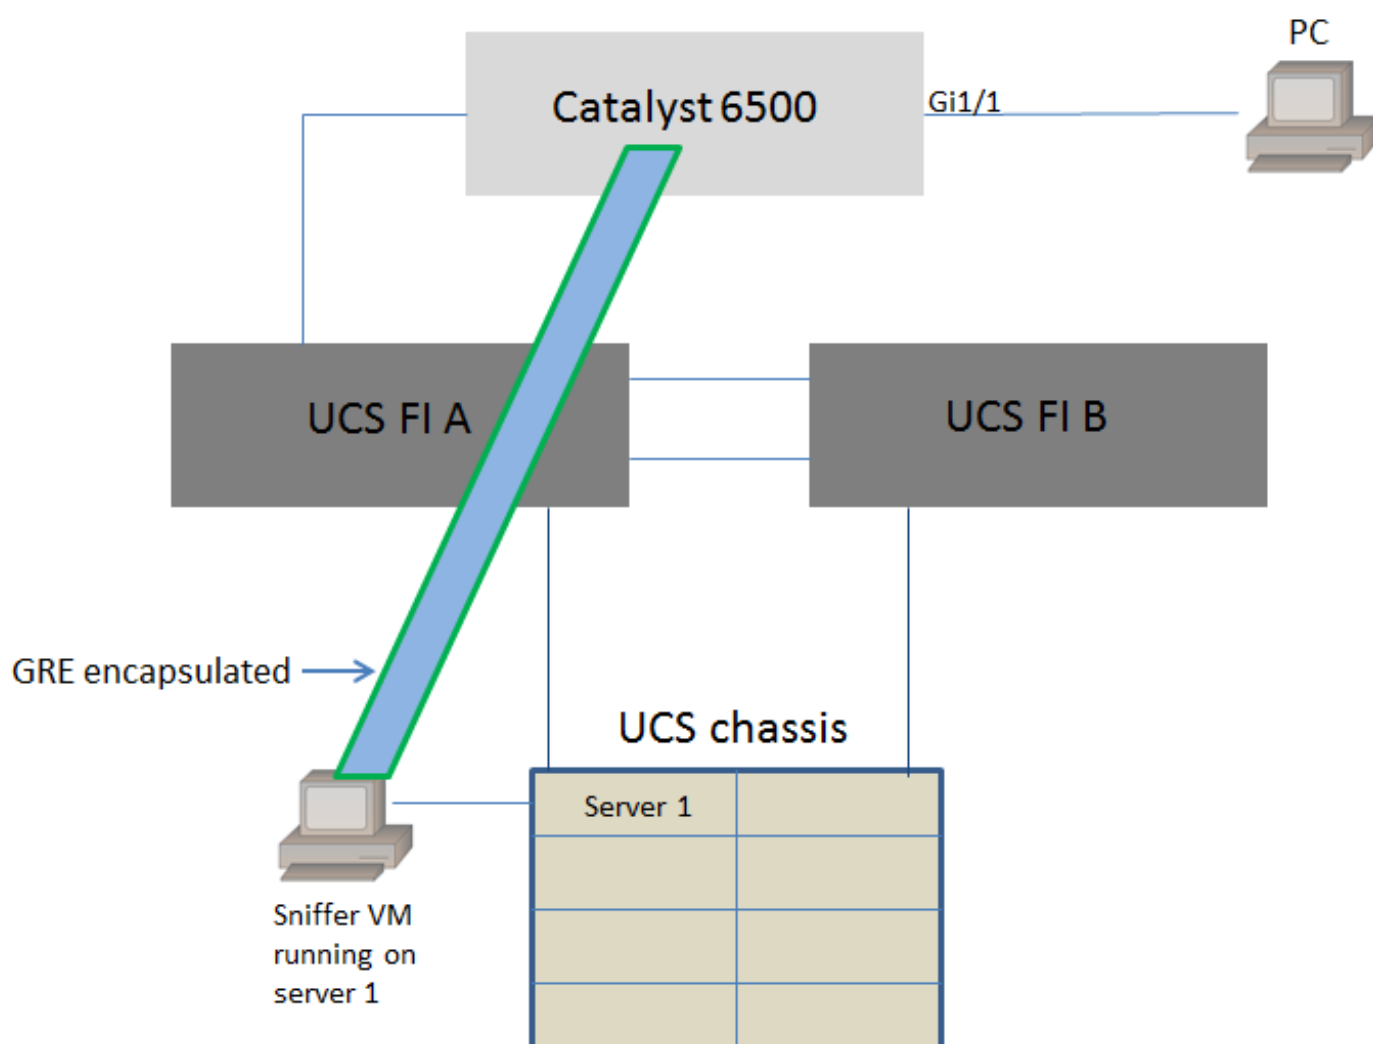 PC
Catalyst 6500
Gi1/1
UCS FI A
UCS FI B
GRE encapsulated
UCS chassis
Server 1
Sniffer VM
running on
server 1